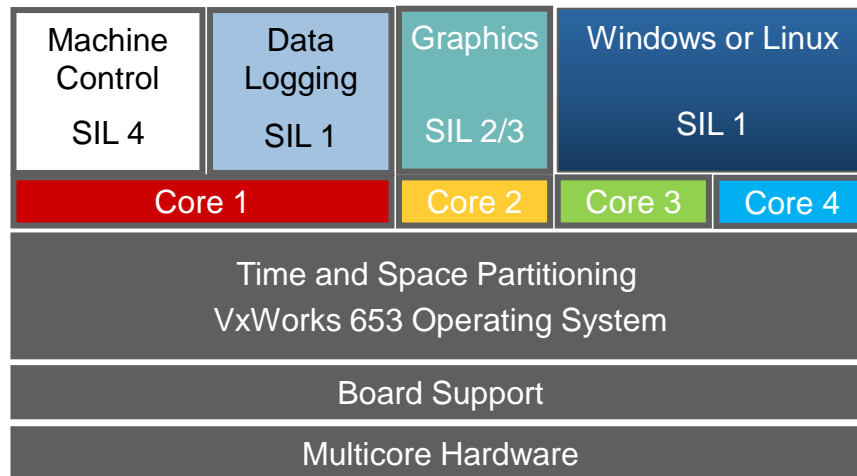 Machine
Control
SIL 4
Data
Logging
SIL 1
Graphics
SIL 2/3
Windows or Linux
SIL 1
Core 1
Core 2
Core 3
Core 4
Time and Space Partitioning
VxWorks 653 Operating System
Board Support
Multicore Hardware